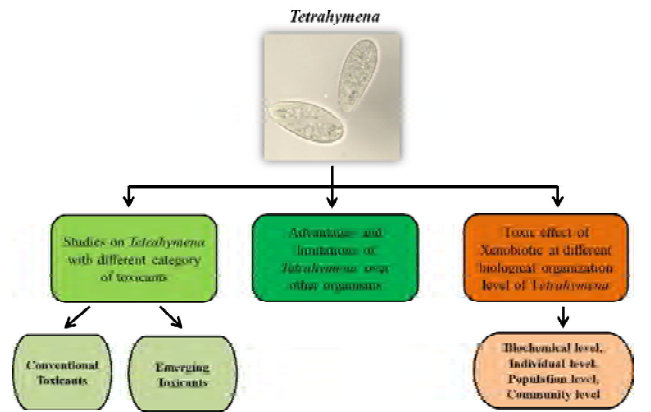 Tetrahymena
Studies on Tetrahymena
with different category
of toxicants
Advantages and
limitations of
Tetrahymena over
other organisms
Toxic effect of
Xenobiotic at different
biological organization
level of Tetrahymena
Conventional
Toxicants
Emerging
Toxicants
Biochemical level,
Individual level,
Population level,
Community level